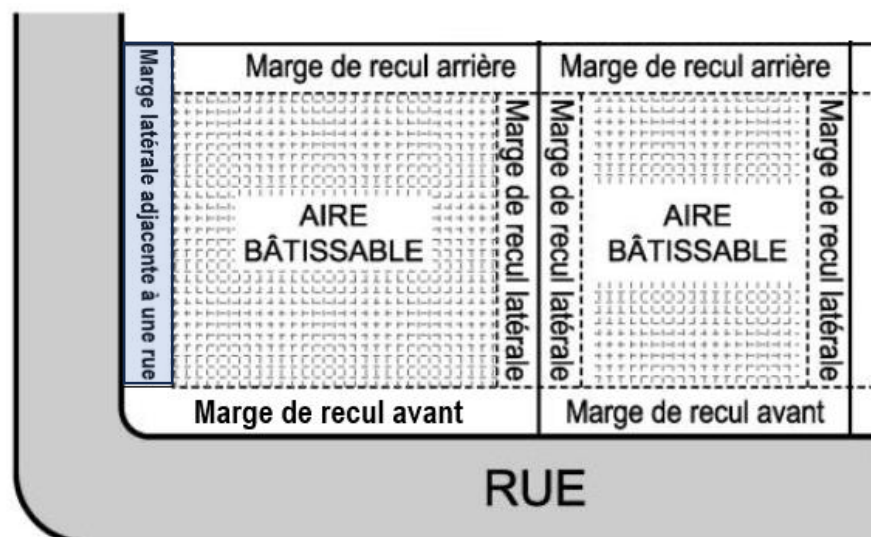 Marge latérale adjacente à une rue
Marge de recul arrière
Marge de recul arrière
AIRE
BÂTISSABLE
Marge de recul latérale
Marge de recul latérale
AIRE
BÂTISSABLE
Marge de recul latérale
Marge de recul avant
Marge de recul avant
RUE